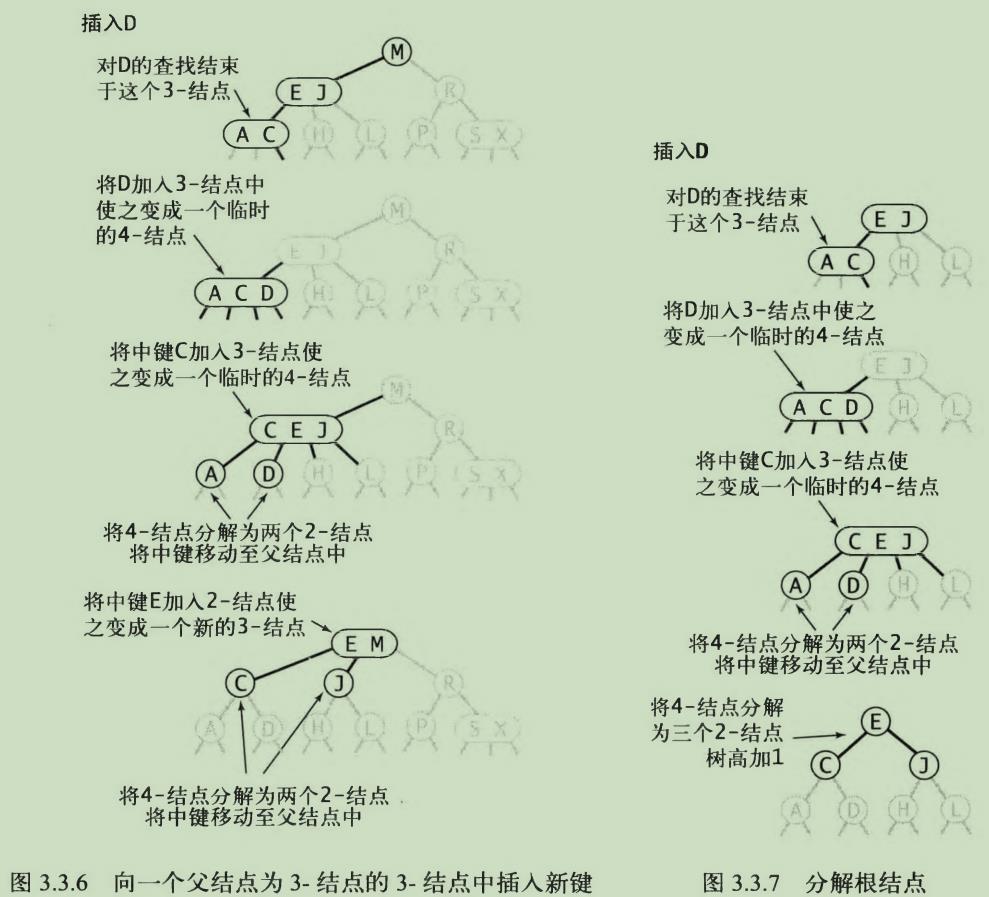 插入D
对D的查找结束
于这个3-结点
M
E J
R
A C
H
L
P
S X
将D加入3-结点中
使之变成一个临时
的4-结点
M
E J
R
A C D
H
L
P
S X
将中键C加入3-结点使
之变成一个临时的4-结点
M
C E J
R
A
D
H
L
P
S X
将4-结点分解为两个2-结点
将中键移动至父结点中
将中键E加入2-结点使
之变成一个新的3-结点
E M
C
J
R
A
D
H
L
P
S X
将4-结点分解为两个2-结点
将中键移动至父结点中
图 3.3.6 向一个父结点为 3- 结点的 3- 结点中插入新键
插入D
对D的查找结束
于这个3-结点
E J
A C
H
L
将D加入3-结点中使之
变成一个临时的4-结点
E J
A C D
H
L
将中键C加入3-结点使
之变成一个临时的4-结点
C E J
A
D
H
L
将4-结点分解为两个2-结点
将中键移动至父结点中
将4-结点分解
为三个2-结点
树高加1
E
C
J
A
D
H
L
图 3.3.7 分解根结点